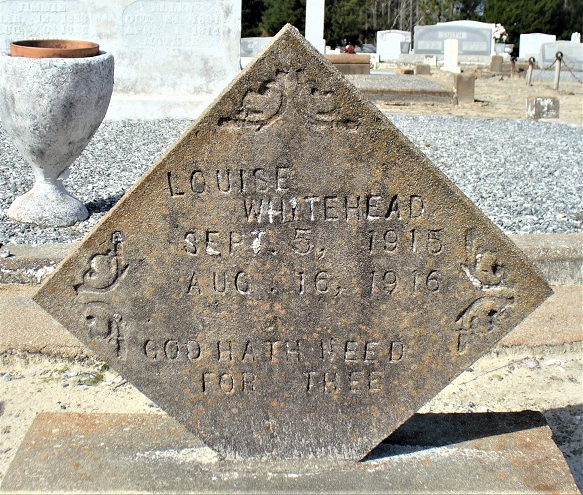 LOUISE
WHITEHEAD
SEPT. 5, 1915
AUG. 16, 1916
GOD HATH NEED
FOR THEE